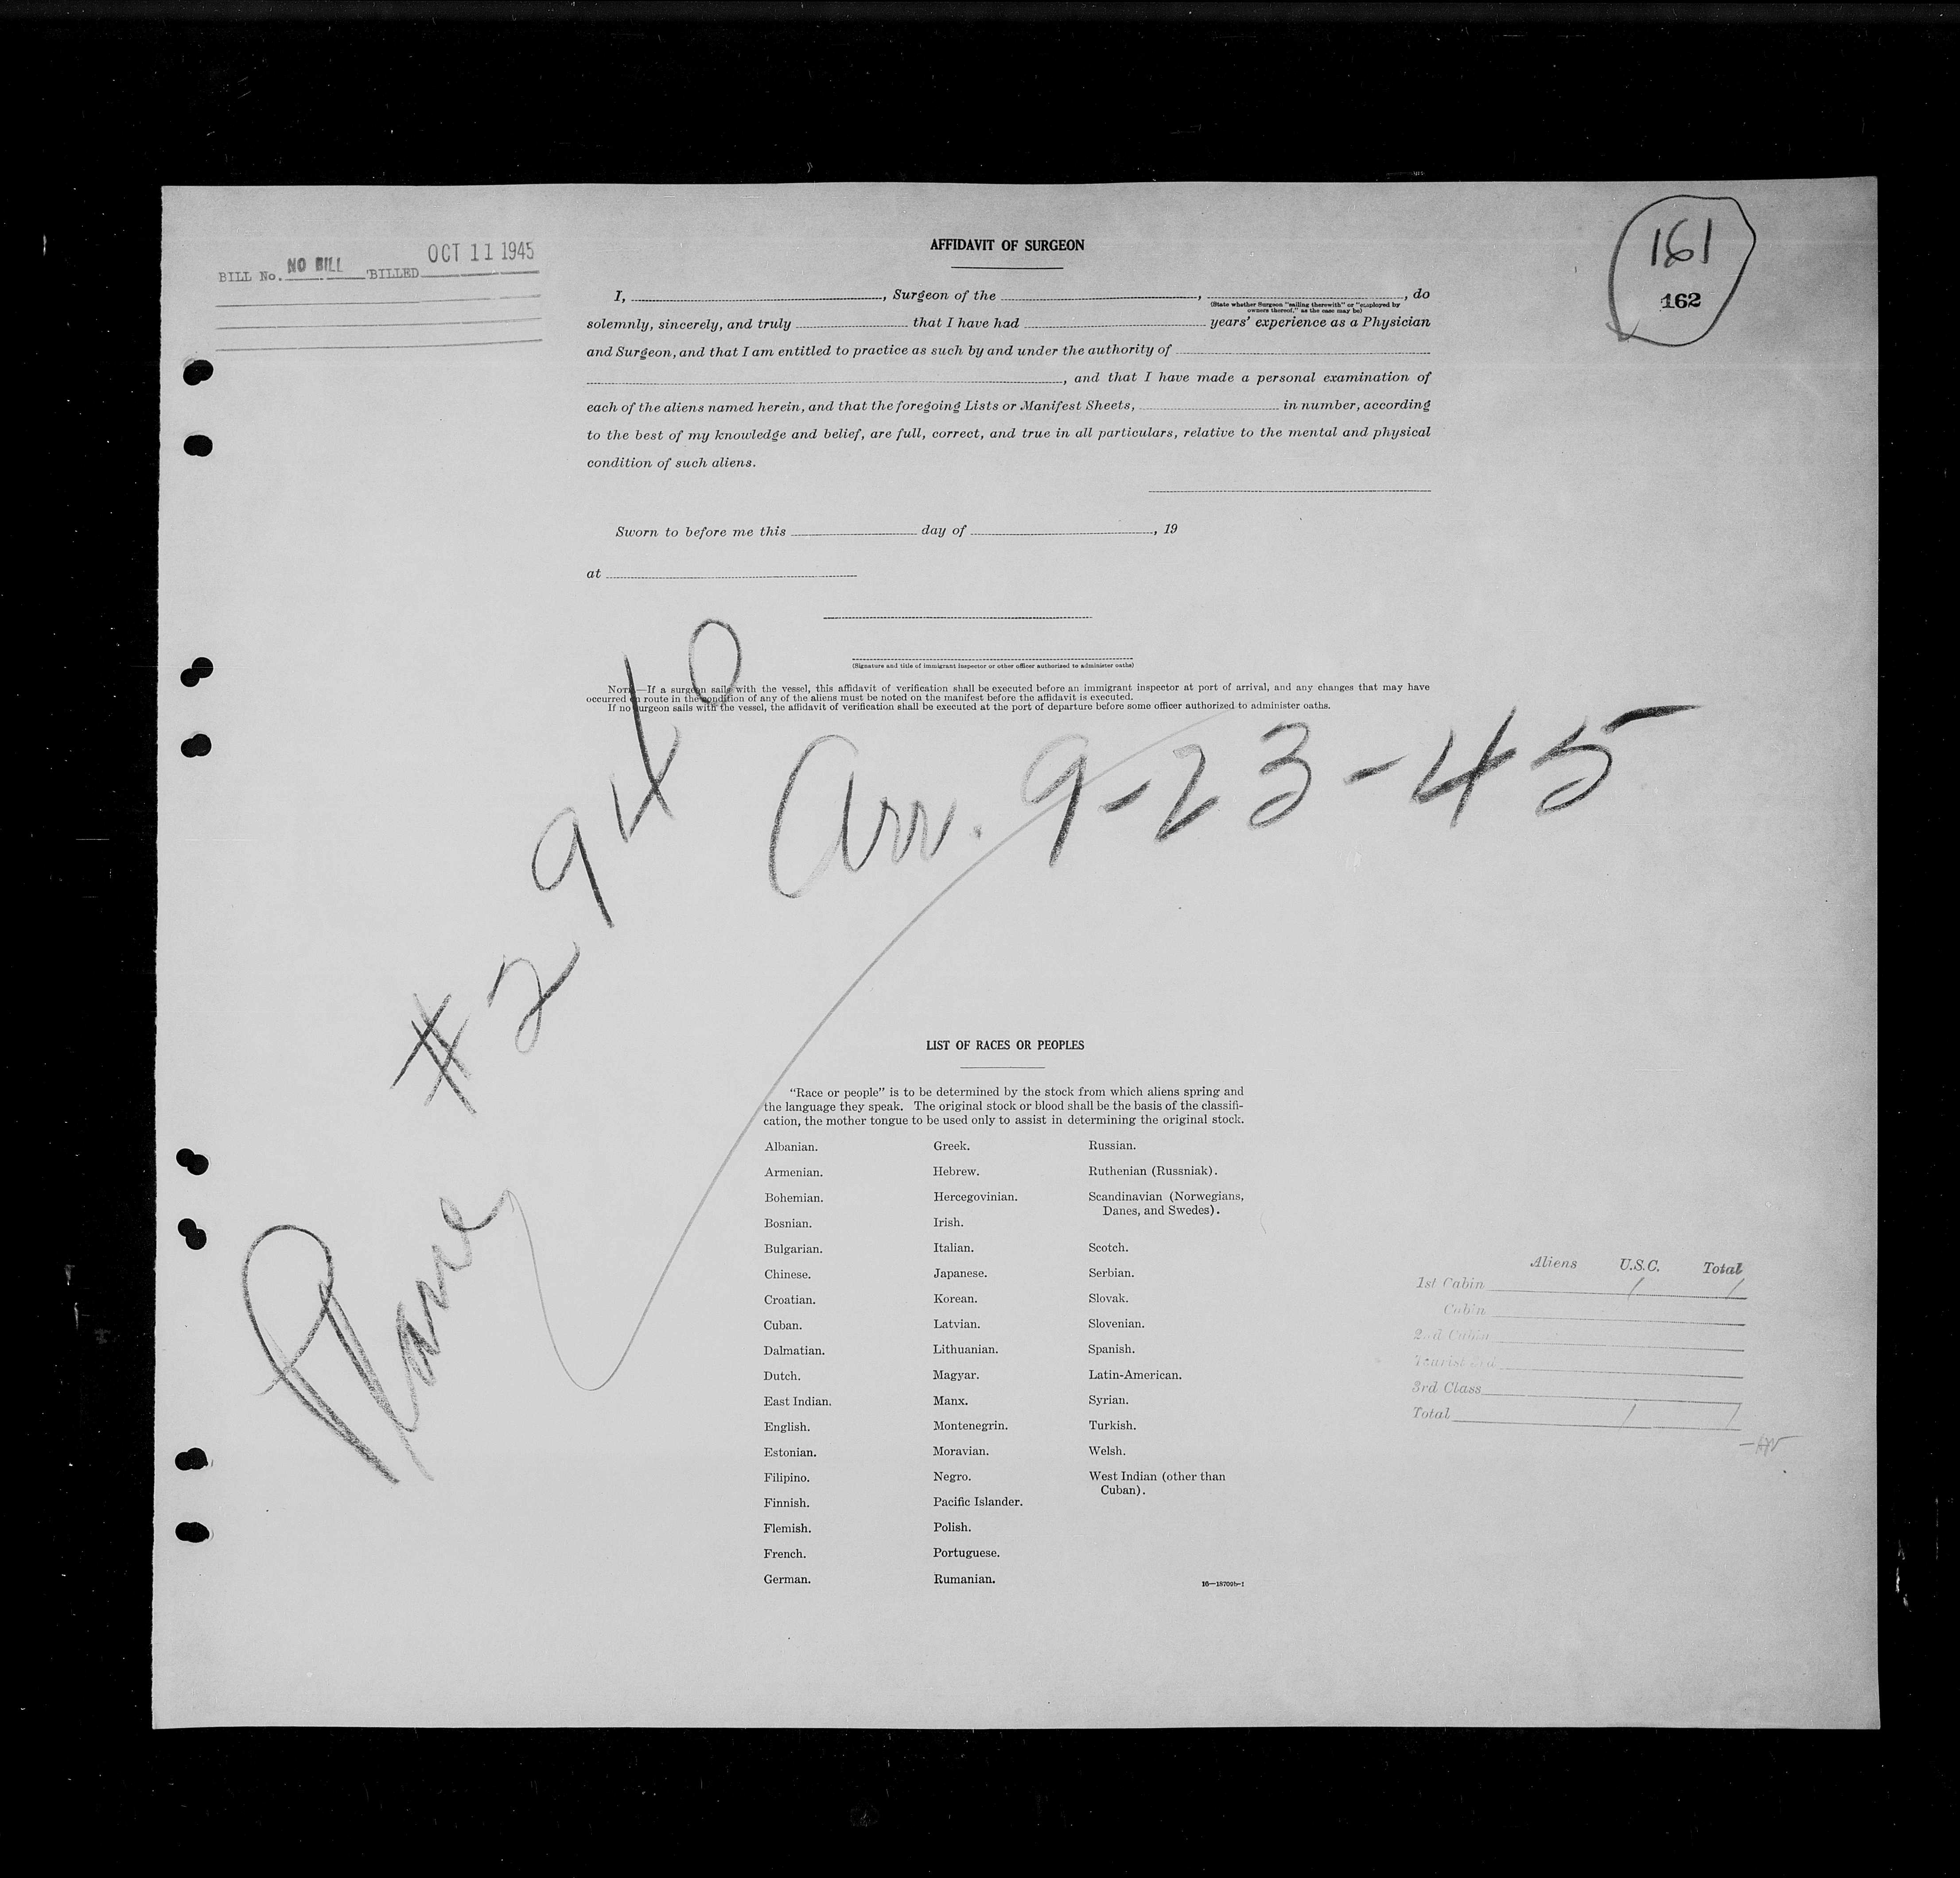 BILL No. NO BILL BILLED OCT 11 1945
161
162
AFFIDAVIT OF SURGEON
I, , Surgeon of the , , do
(State whether Surgeon "sailing therewith" or "employed by
owners thereof," as the case may be)
solemnly, sincerely, and truly that I have had years' experience as a Physician
and Surgeon, and that I am entitled to practice as such by and under the authority of
, and that I have made a personal examination of
each of the aliens named herein, and that the foregoing Lists or Manifest Sheets, in number, according
to the best of my knowledge and belief, are full, correct, and true in all particulars, relative to the mental and physical
condition of such aliens.
Sworn to before me this day of , 19
at
(Signature and title of immigrant inspector or other officer authorized to administer oaths)
NOTE.—If a surgeon sails with the vessel, this affidavit of verification shall be executed before an immigrant inspector at port of arrival, and any changes that may have
occurred en route in the condition of any of the aliens must be noted on the manifest before the affidavit is executed.
If no surgeon sails with the vessel, the affidavit of verification shall be executed at the port of departure before some officer authorized to administer oaths.
Plane #2940
Arr. 9-23-45
LIST OF RACES OR PEOPLES
"Race or people" is to be determined by the stock from which aliens spring and
the language they speak. The original stock or blood shall be the basis of the classifi-
cation, the mother tongue to be used only to assist in determining the original stock.
Albanian.
Armenian.
Bohemian.
Bosnian.
Bulgarian.
Chinese.
Croatian.
Cuban.
Dalmatian.
Dutch.
East Indian.
English.
Estonian.
Filipino.
Finnish.
Flemish.
French.
German.
Greek.
Hebrew.
Hercegovinian.
Irish.
Italian.
Japanese.
Korean.
Latvian.
Lithuanian.
Magyar.
Manx.
Montenegrin.
Moravian.
Negro.
Pacific Islander.
Polish.
Portuguese.
Rumanian.
Russian.
Ruthenian (Russniak).
Scandinavian (Norwegians,
Danes, and Swedes).
Scotch.
Serbian.
Slovak.
Slovenian.
Spanish.
Latin-American.
Syrian.
Turkish.
Welsh.
West Indian (other than
Cuban).
16—18709b-1
Aliens U.S.C. Total
1st Cabin / /
Cabin
2nd Cabin
Tourist 3rd
3rd Class
Total / /